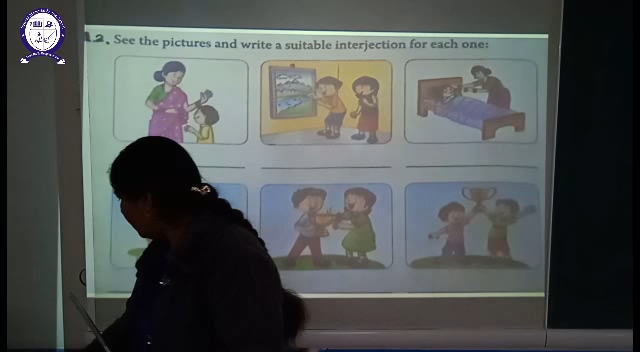 A.2. See the pictures and write a suitable interjection for each one: